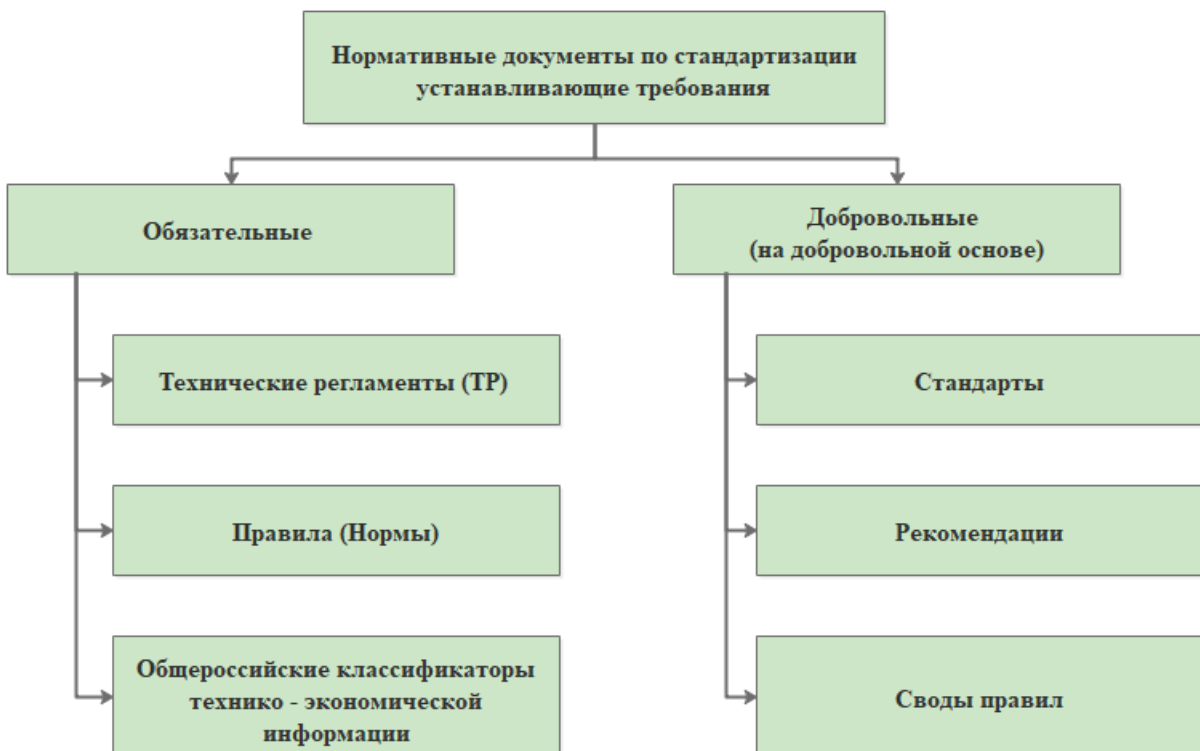 Нормативные документы по стандартизации
устанавливающие требования
Обязательные
Добровольные
(на добровольной основе)
Технические регламенты (ТР)
Стандарты
Правила (Нормы)
Рекомендации
Общероссийские классификаторы
технико - экономической
информации
Своды правил